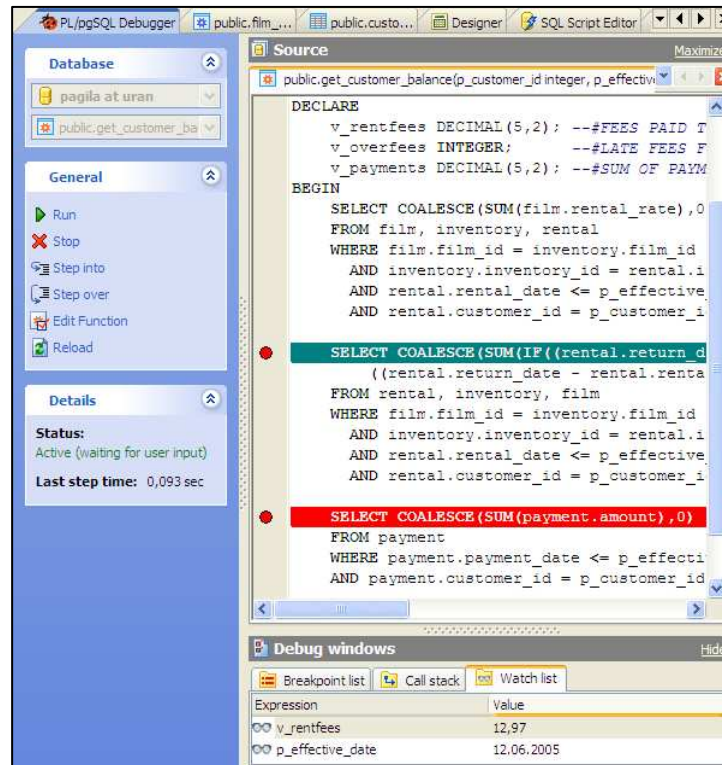 PL/pgSQL Debugger public.film_... public.custo... Designer SQL Script Editor
Database
pagila at uran
public.get_customer_ba
General
Run
Stop
Step into
Step over
Edit Function
Reload
Details
Status:
Active (waiting for user input)
Last step time: 0,093 sec
Source Maximize
public.get_customer_balance(p_customer_id integer, p_effectiv
DECLARE
v_rentfees DECIMAL(5,2); --#FEES PAID T
v_overfees INTEGER; --#LATE FEES F
v_payments DECIMAL(5,2); --#SUM OF PAYM
BEGIN
SELECT COALESCE(SUM(film.rental_rate),0
FROM film, inventory, rental
WHERE film.film_id = inventory.film_id
AND inventory.inventory_id = rental.i
AND rental.rental_date <= p_effective_
AND rental.customer_id = p_customer_i
SELECT COALESCE(SUM(IF((rental.return_d
((rental.return_date - rental.renta
FROM rental, inventory, film
WHERE film.film_id = inventory.film_id
AND inventory.inventory_id = rental.i
AND rental.rental_date <= p_effective_
AND rental.customer_id = p_customer_i
SELECT COALESCE(SUM(payment.amount),0)
FROM payment
WHERE payment.payment_date <= p_effecti
AND payment.customer_id = p_customer_id
Debug windows Hide
Breakpoint list Call stack Watch list
Expression Value
v_rentfees 12,97
p_effective_date 12.06.2005